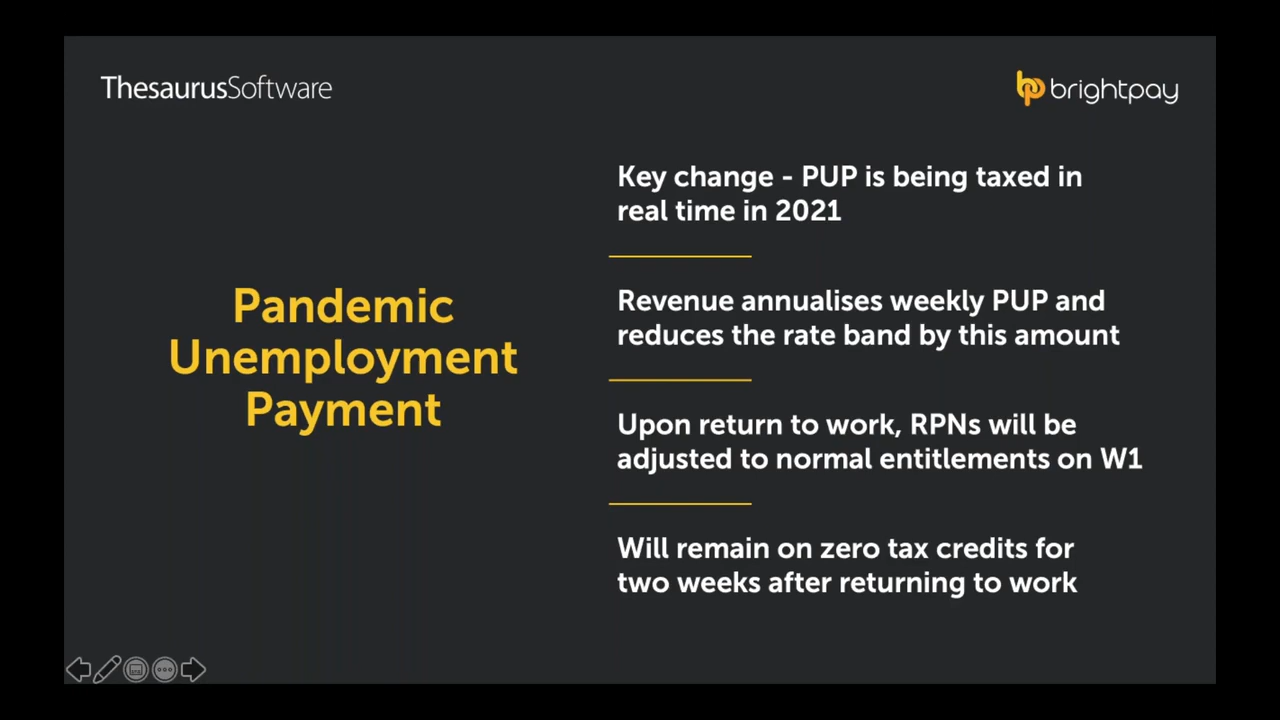 ThesaurusSoftware
brightpay
Pandemic
Unemployment
Payment
Key change - PUP is being taxed in
real time in 2021
Revenue annualises weekly PUP and
reduces the rate band by this amount
Upon return to work, RPNs will be
adjusted to normal entitlements on W1
Will remain on zero tax credits for
two weeks after returning to work